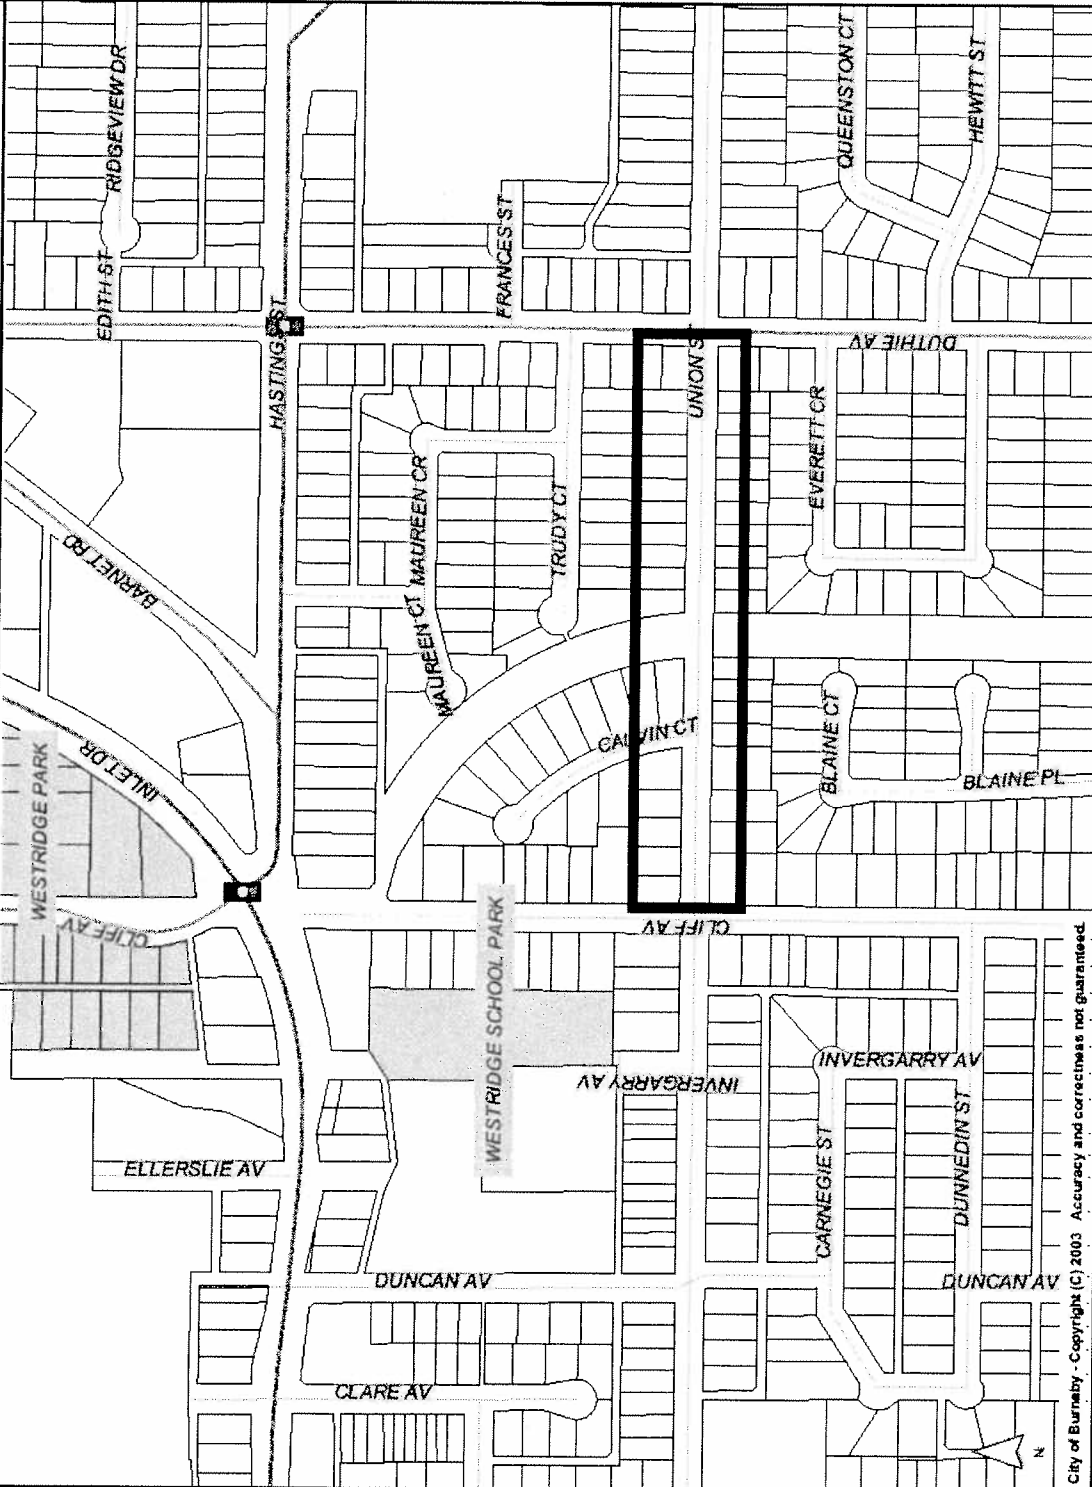 RIDGEVIEW DR
QUEENSTON CT
HEWITT ST
EDITH ST
FRANCES ST
HASTINGS ST
UNION ST
DUTHIE AV
EVERETT CR
MAUREEN CR
TRUDY CT
BARNET RD
MAUREEN CT
WESTRIDGE PARK
INLET DR
CALVIN CT
BLAINE CT
BLAINE PL
CLIFF AV
CLIFF AV
WESTRIDGE SCHOOL PARK
INVERGARRY AV
INVERGARRY AV
ELLERSLIE AV
CARNEGIE ST
DUNNEDIN ST
DUNCAN AV
DUNCAN AV
CLARE AV
N
City of Burnaby - Copyright (C) 2003 Accuracy and correctness not guaranteed.